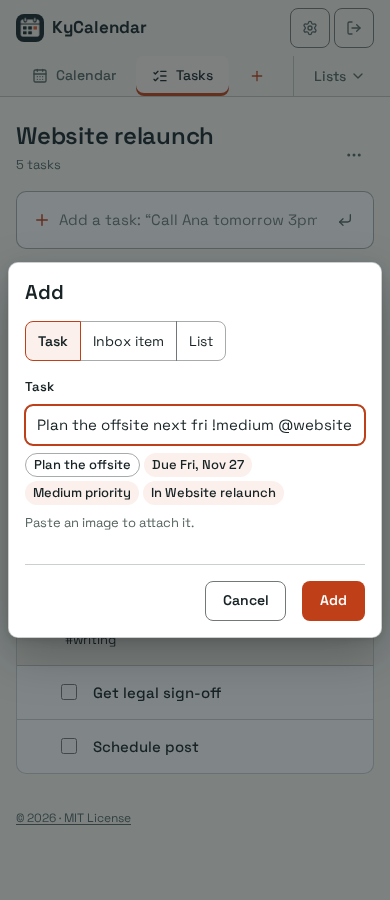 KyCalendar
Calendar
Tasks
Lists
Website relaunch
5 tasks
Add a task: “Call Ana tomorrow 3pm
Add
Task
Inbox item
List
Task
Plan the offsite next fri !medium @website
Plan the offsite
Due Fri, Nov 27
Medium priority
In Website relaunch
Paste an image to attach it.
Cancel
Add
#writing
Get legal sign-off
Schedule post
© 2026 · MIT License